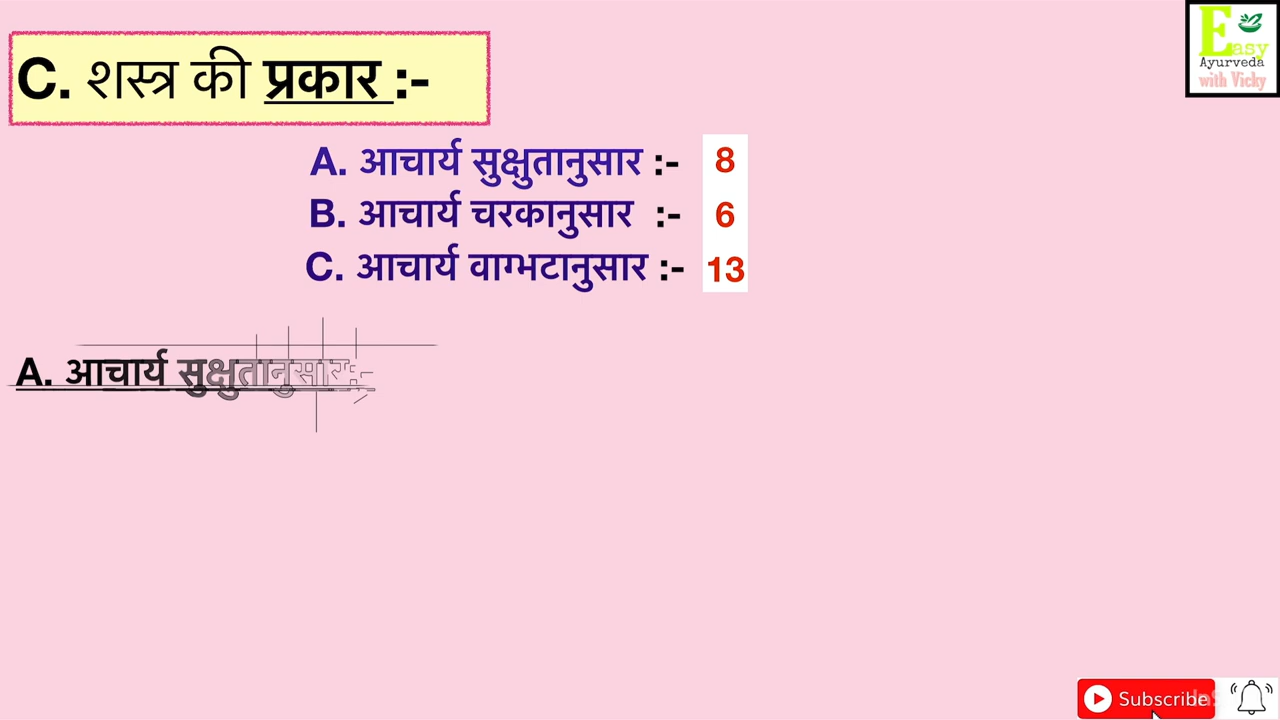 C. शस्त्र की प्रकार :-
Easy
Ayurveda
with Vicky
A. आचार्य सुक्षुतानुसार :- 8
B. आचार्य चरकानुसार :- 6
C. आचार्य वाग्भटानुसार :- 13
A. आचार्य सुक्षुतानुसार:-
Subscribe